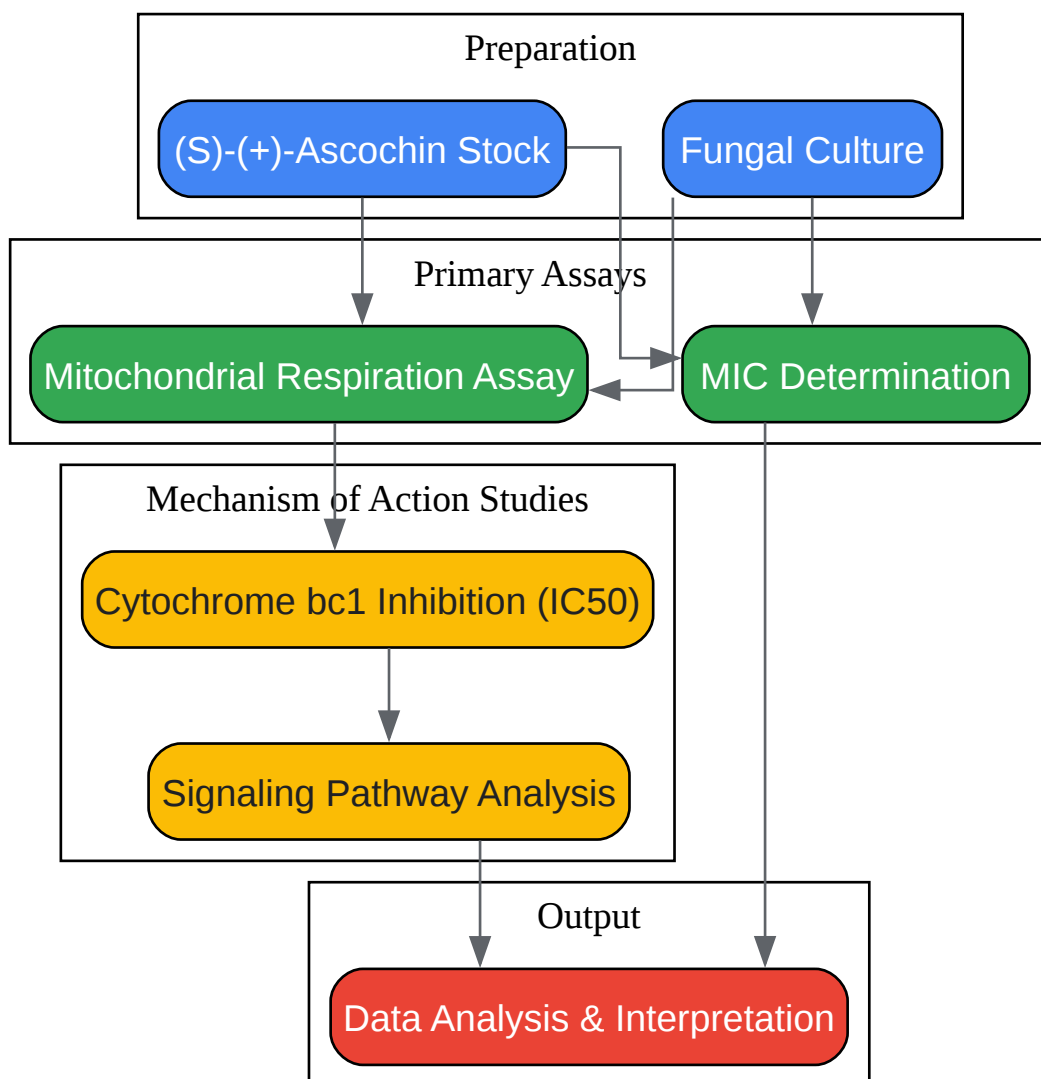 Preparation
(S)-(+)-Ascochin Stock
Fungal Culture
Primary Assays
Mitochondrial Respiration Assay
MIC Determination
Mechanism of Action Studies
Cytochrome bc1 Inhibition (IC50)
Signaling Pathway Analysis
Output
Data Analysis & Interpretation